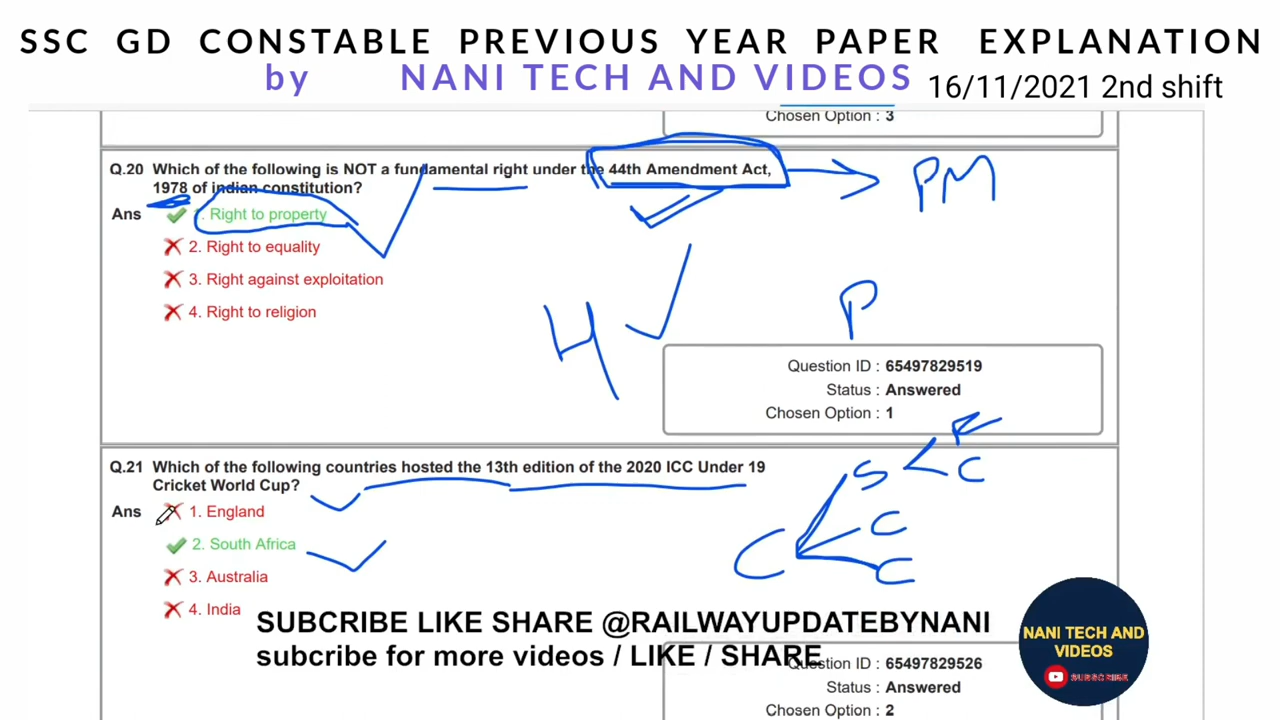 SSC GD CONSTABLE PREVIOUS YEAR PAPER EXPLANATION
by NANI TECH AND VIDEOS 16/11/2021 2nd shift
Chosen Option : 3
Q.20 Which of the following is NOT a fundamental right under the 44th Amendment Act,
1978 of indian constitution?
Ans 1. Right to property
2. Right to equality
3. Right against exploitation
4. Right to religion
PM
P
4
Question ID : 65497829519
Status : Answered
Chosen Option : 1
Q.21 Which of the following countries hosted the 13th edition of the 2020 ICC Under 19
Cricket World Cup?
Ans 1. England
2. South Africa
3. Australia
4. India
S
C
C
C
C
SUBCRIBE LIKE SHARE @RAILWAYUPDATEBYNANI
subcribe for more videos / LIKE / SHARE
NANI TECH AND
VIDEOS
SUBSCRIBE
Question ID : 65497829526
Status : Answered
Chosen Option : 2